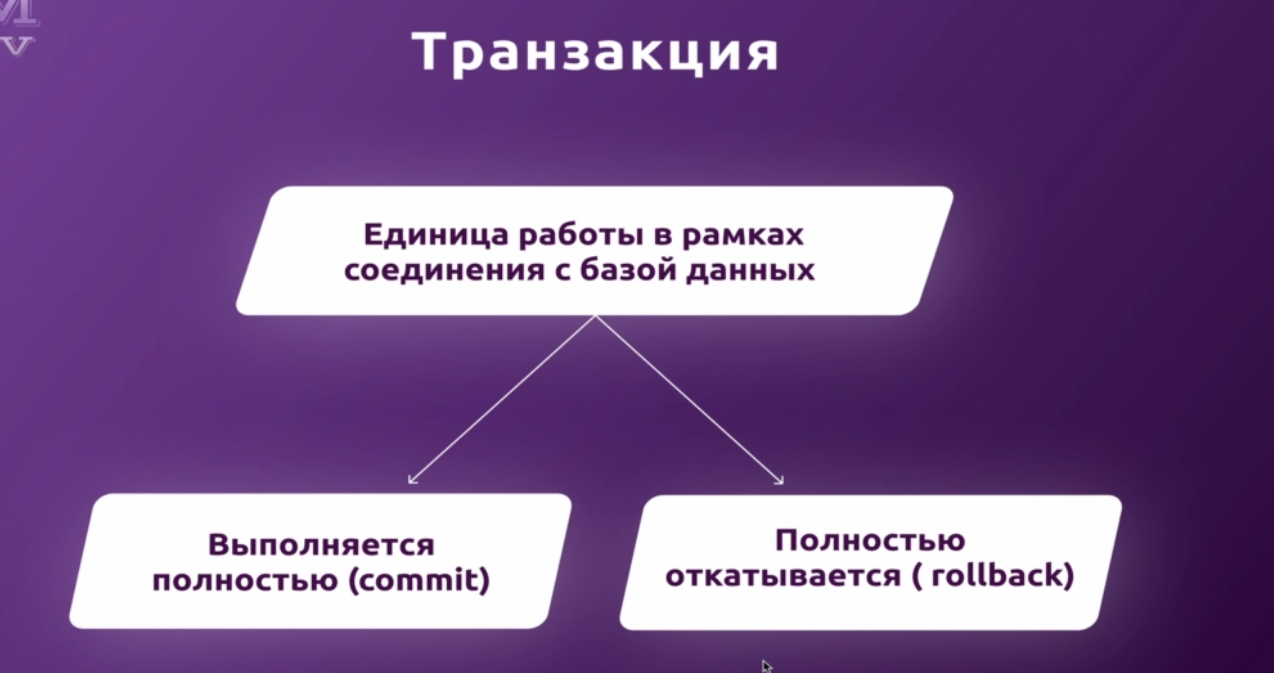 Транзакция
Единица работы в рамках
соединения с базой данных
Выполняется
полностью (commit)
Полностью
откатывается ( rollback)